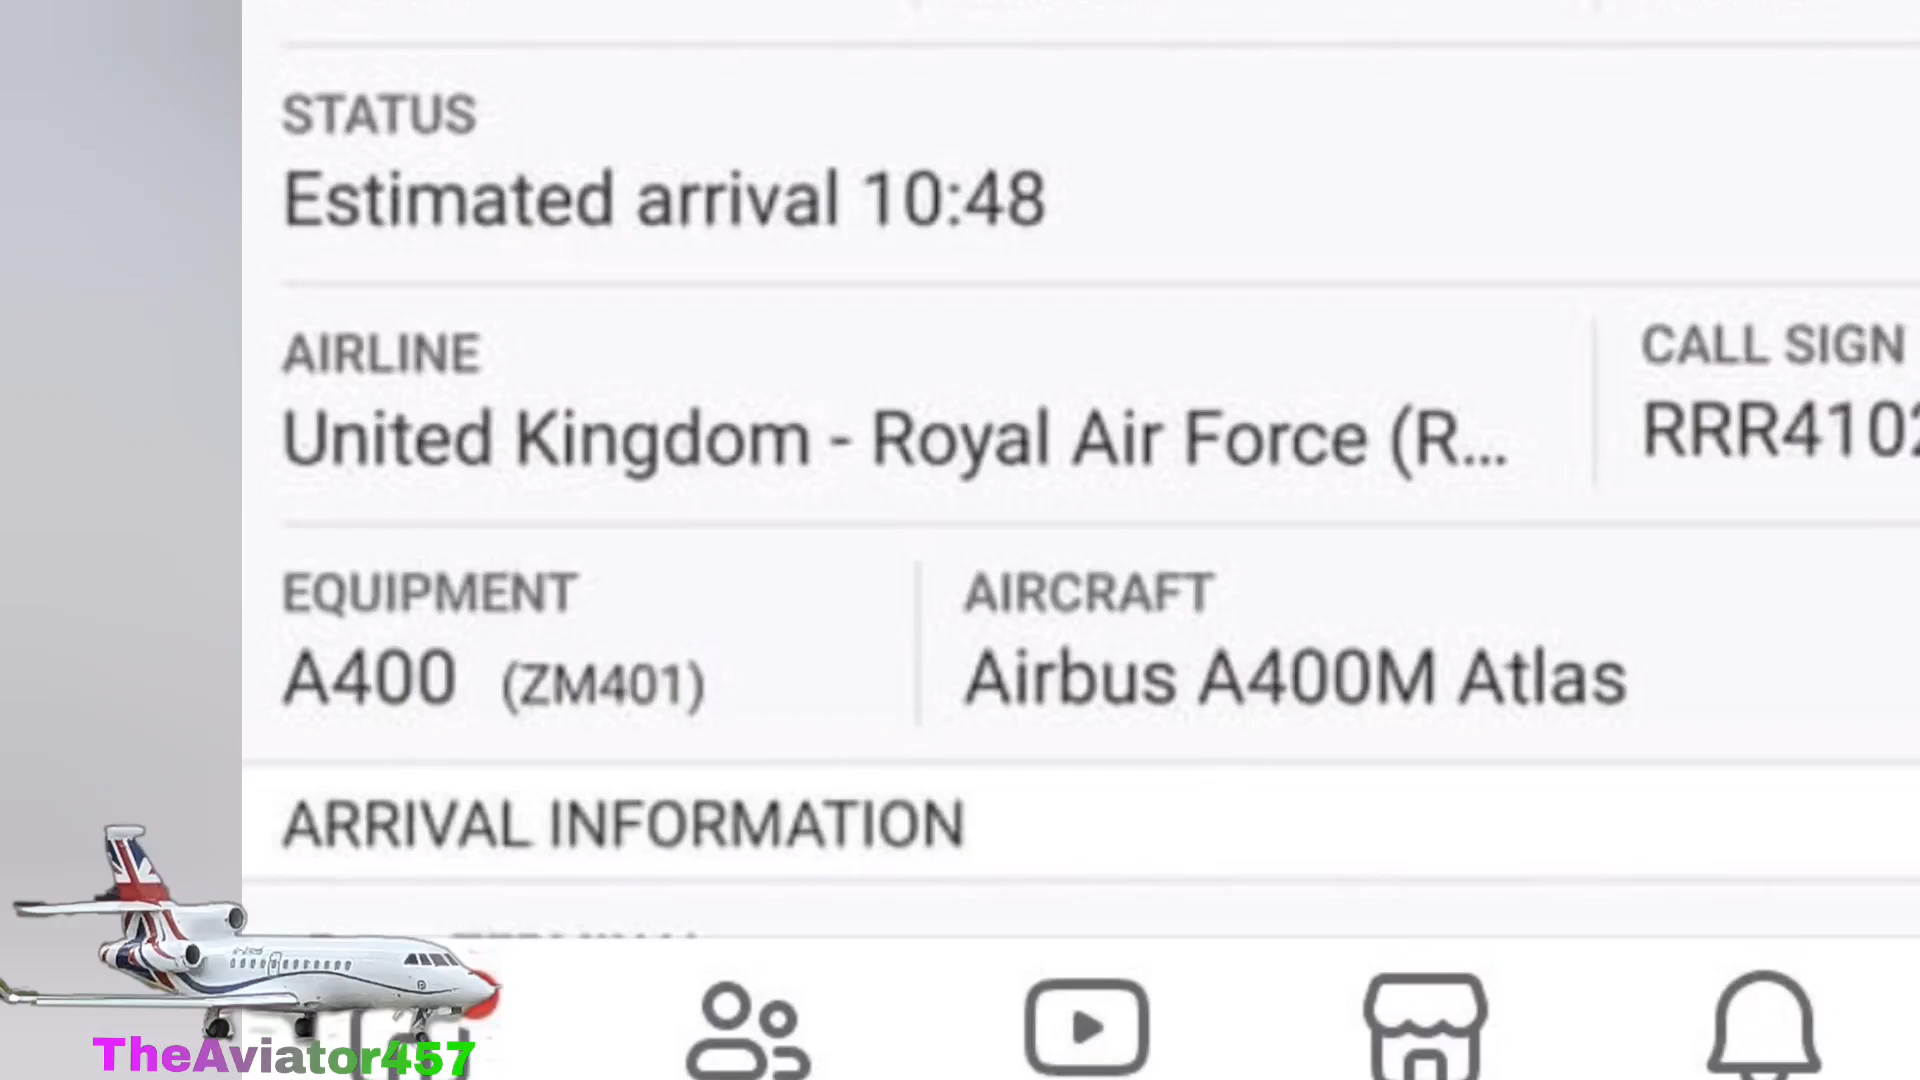 STATUS
Estimated arrival 10:48
AIRLINE
United Kingdom - Royal Air Force (R...
CALL SIGN
RRR4102
EQUIPMENT
A400 (ZM401)
AIRCRAFT
Airbus A400M Atlas
ARRIVAL INFORMATION
TheAviator457